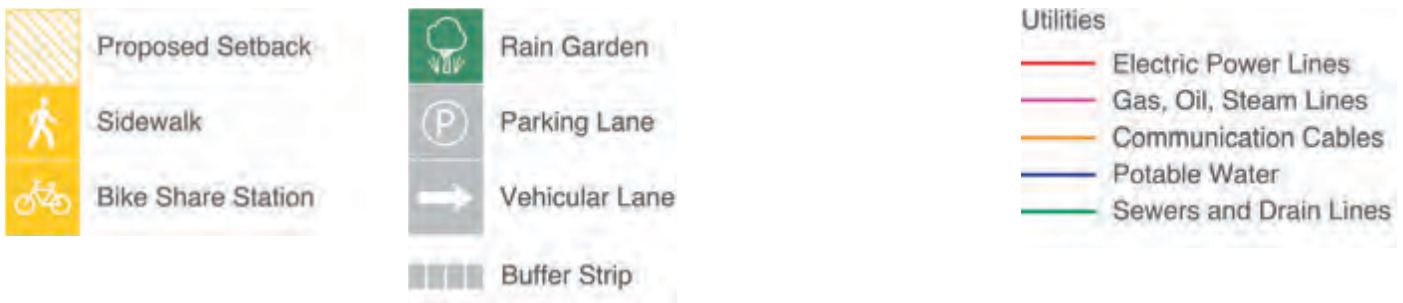 Proposed Setback
Sidewalk
Bike Share Station
Rain Garden
P
Parking Lane
Vehicular Lane
Buffer Strip
Utilities
Electric Power Lines
Gas, Oil, Steam Lines
Communication Cables
Potable Water
Sewers and Drain Lines